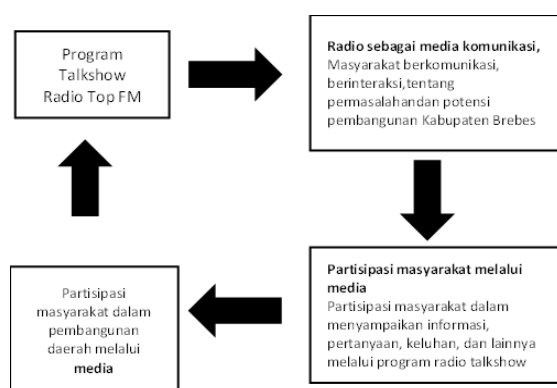 Program
Talkshow
Radio Top FM
Radio sebagai media komunikasi,
Masyarakat berkomunikasi,
berinteraksi,tentang
permasalahandan potensi
pembangunan Kabupaten Brebes
Partisipasi masyarakat melalui
media
Partisipasi masyarakat dalam
menyampaikan informasi,
pertanyaan, keluhan, dan lainnya
melalui program radio talkshow
Partisipasi
masyarakat dalam
pembangunan
daerah melalui
media